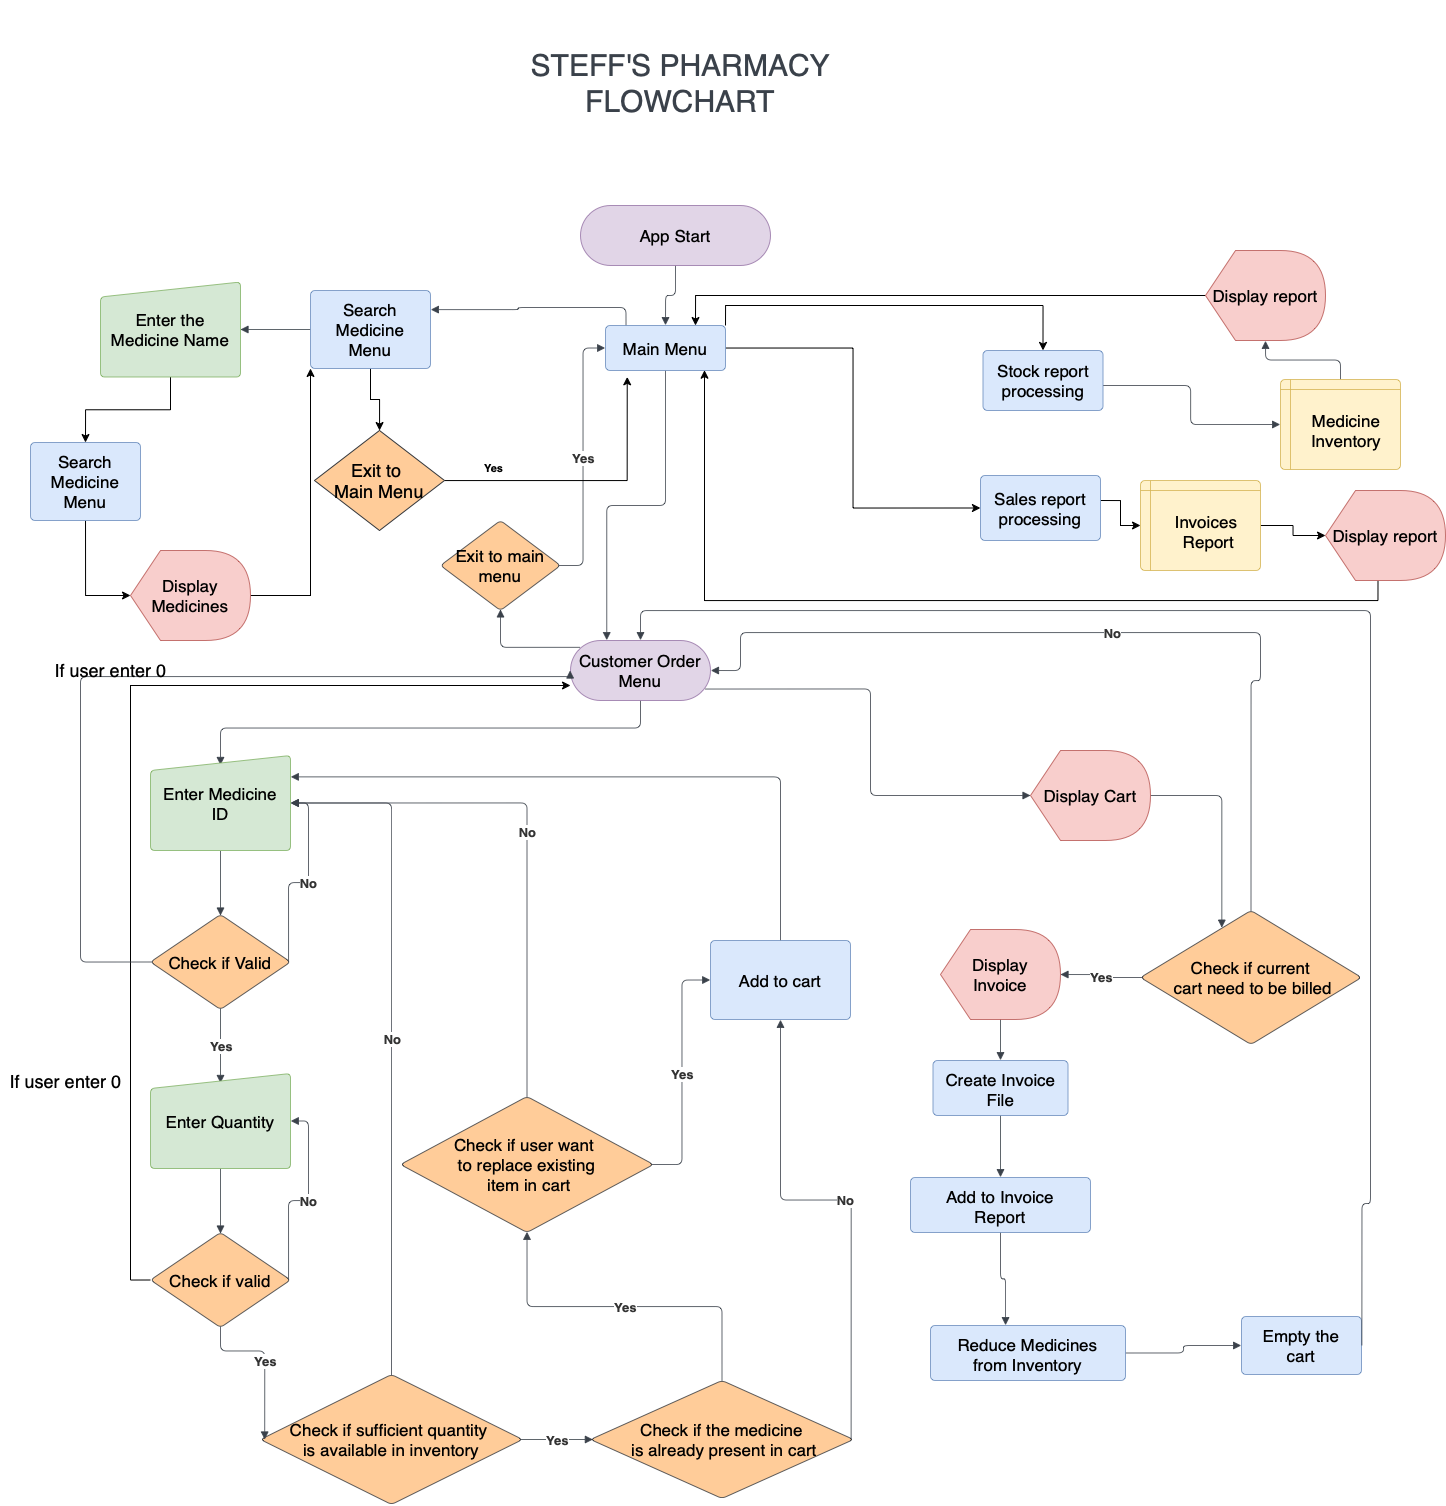 STEFF'S PHARMACY
FLOWCHART
App Start
Main Menu
Search
Medicine
Menu
Enter the
Medicine Name
Search
Medicine
Menu
Display
Medicines
Exit to
Main Menu
Yes
Yes
Exit to main
menu
Display report
Stock report
processing
Medicine
Inventory
Sales report
processing
Invoices
Report
Display report
Customer Order
Menu
No
If user enter 0
Enter Medicine
ID
No
Check if Valid
Yes
If user enter 0
Enter Quantity
No
Check if valid
Yes
Check if sufficient quantity
is available in inventory
No
Yes
Check if the medicine
is already present in cart
Yes
No
Check if user want
to replace existing
item in cart
No
Yes
Add to cart
Display Cart
Check if current
cart need to be billed
Yes
Display
Invoice
Create Invoice
File
Add to Invoice
Report
Reduce Medicines
from Inventory
Empty the
cart